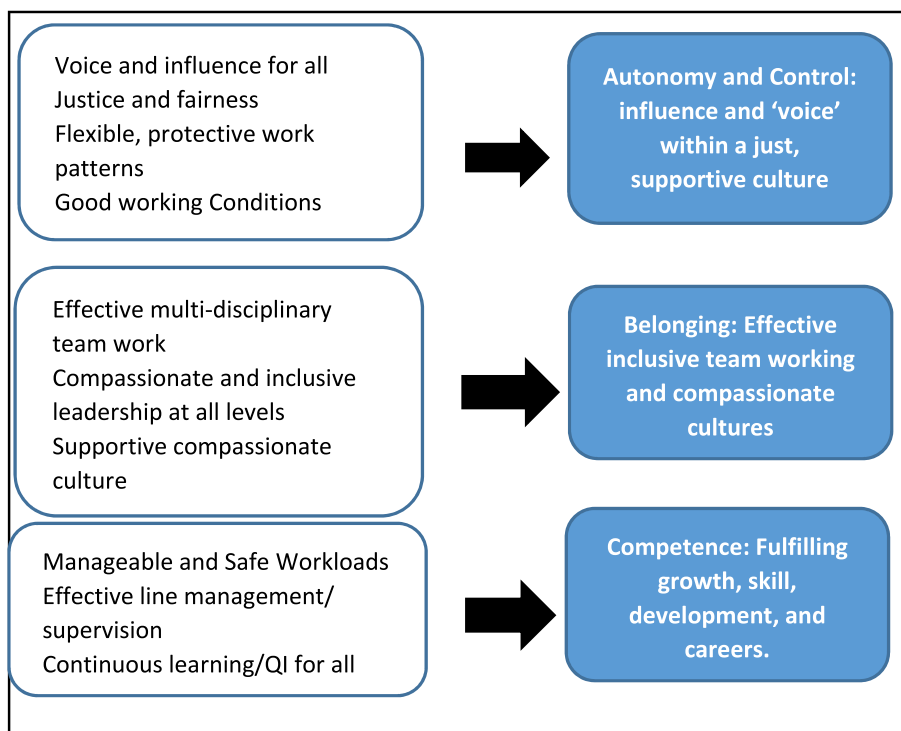 Voice and influence for all
Justice and fairness
Flexible, protective work
patterns
Good working Conditions
Autonomy and Control:
influence and ‘voice’
within a just,
supportive culture
Effective multi-disciplinary
team work
Compassionate and inclusive
leadership at all levels
Supportive compassionate
culture
Belonging: Effective
inclusive team working
and compassionate
cultures
Manageable and Safe Workloads
Effective line management/
supervision
Continuous learning/QI for all
Competence: Fulfilling
growth, skill,
development, and
careers.